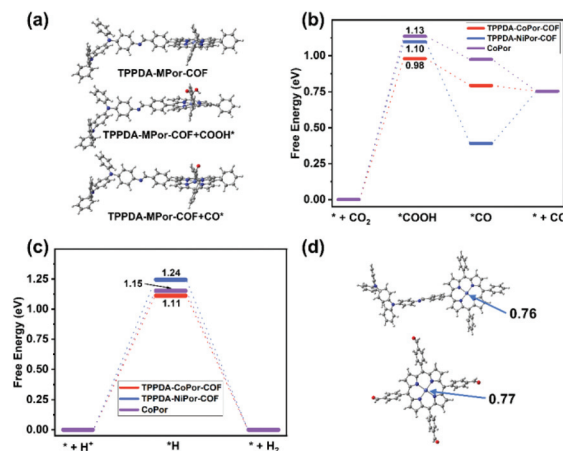 (a)
TPPDA-MPor-COF
TPPDA-MPor-COF+COOH*
TPPDA-MPor-COF+CO*
(b)
Free Energy (eV)
1.00
0.75
0.50
0.25
0.00
1.13
1.10
0.98
TPPDA-CoPor-COF
TPPDA-NiPor-COF
CoPor
* + CO2
*COOH
*CO
* + CO
(c)
Free Energy (eV)
1.25
1.00
0.75
0.50
0.25
0.00
1.24
1.15
1.11
TPPDA-CoPor-COF
TPPDA-NiPor-COF
CoPor
* + H+
*H
* + H2
(d)
0.76
0.77